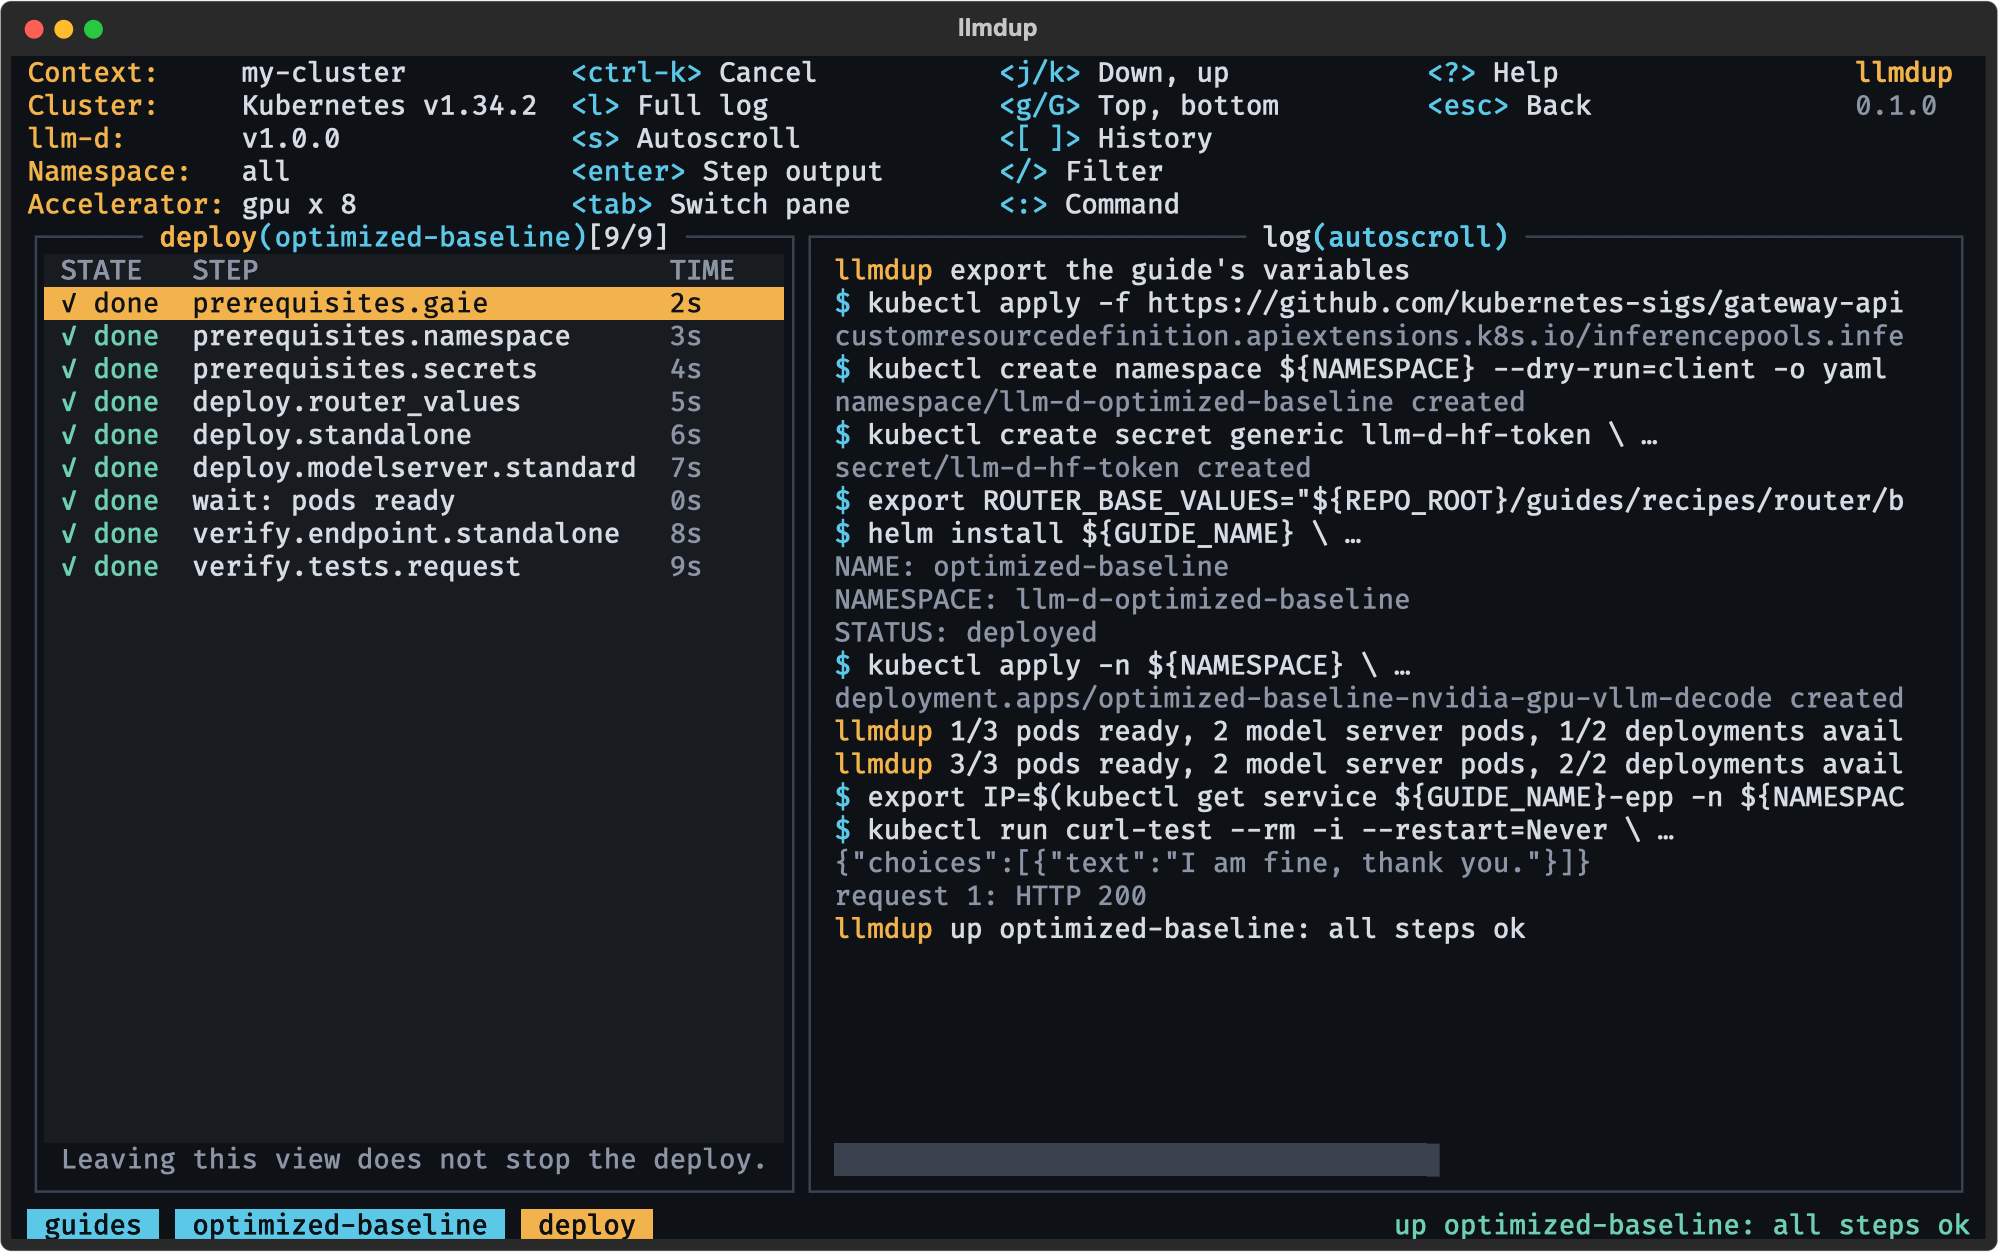 llmdup
Context: my-cluster <ctrl-k> Cancel <j/k> Down, up <?> Help llmdup
Cluster: Kubernetes v1.34.2 <l> Full log <g/G> Top, bottom <esc> Back 0.1.0
llm-d: v1.0.0 <s> Autoscroll <[ ]> History
Namespace: all <enter> Step output </> Filter
Accelerator: gpu x 8 <tab> Switch pane <:> Command
deploy(optimized-baseline)[9/9]
STATE STEP TIME
√ done prerequisites.gaie 2s
√ done prerequisites.namespace 3s
√ done prerequisites.secrets 4s
√ done deploy.router_values 5s
√ done deploy.standalone 6s
√ done deploy.modelserver.standard 7s
√ done wait: pods ready 0s
√ done verify.endpoint.standalone 8s
√ done verify.tests.request 9s
Leaving this view does not stop the deploy.
log(autoscroll)
llmdup export the guide's variables
$ kubectl apply -f https://github.com/kubernetes-sigs/gateway-api
customresourcedefinition.apiextensions.k8s.io/inferencepools.infe
$ kubectl create namespace ${NAMESPACE} --dry-run=client -o yaml
namespace/llm-d-optimized-baseline created
$ kubectl create secret generic llm-d-hf-token \ …
secret/llm-d-hf-token created
$ export ROUTER_BASE_VALUES="${REPO_ROOT}/guides/recipes/router/b
$ helm install ${GUIDE_NAME} \ …
NAME: optimized-baseline
NAMESPACE: llm-d-optimized-baseline
STATUS: deployed
$ kubectl apply -n ${NAMESPACE} \ …
deployment.apps/optimized-baseline-nvidia-gpu-vllm-decode created
llmdup 1/3 pods ready, 2 model server pods, 1/2 deployments avail
llmdup 3/3 pods ready, 2 model server pods, 2/2 deployments avail
$ export IP=$(kubectl get service ${GUIDE_NAME}-epp -n ${NAMESPAC
$ kubectl run curl-test --rm -i --restart=Never \ …
{"choices":[{"text":"I am fine, thank you."}]}
request 1: HTTP 200
llmdup up optimized-baseline: all steps ok
guides optimized-baseline deploy up optimized-baseline: all steps ok